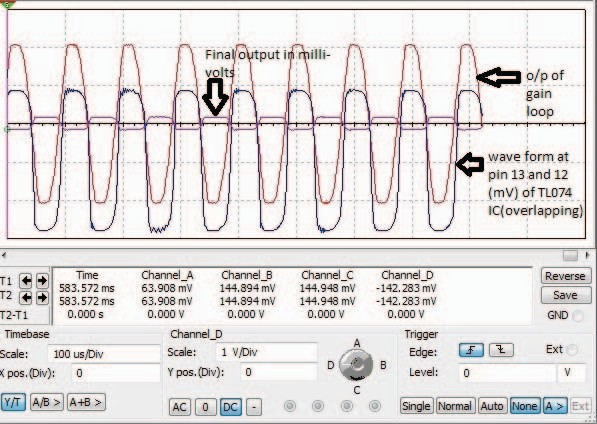 Final output in milli-
volts
o/p of
gain
loop
wave form at
pin 13 and 12
(mV) of TL074
IC(overlapping)
Time Channel_A Channel_B Channel_C Channel_D
T1 583.572 ms 63.908 mV 144.894 mV 144.948 mV -142.283 mV
T2 583.572 ms 63.908 mV 144.894 mV 144.948 mV -142.283 mV
T2-T1 0.000 s 0.000 V 0.000 V 0.000 V 0.000 V
Reverse
Save
GND
Timebase
Scale: 100 us/Div
X pos.(Div): 0
Y/T A/B > A+B >
Channel_D
Scale: 1 V/Div
Y pos.(Div): 0
AC 0 DC -
A
D B
C
Trigger
Edge: Ext
Level: 0 V
Single Normal Auto None A > Ext